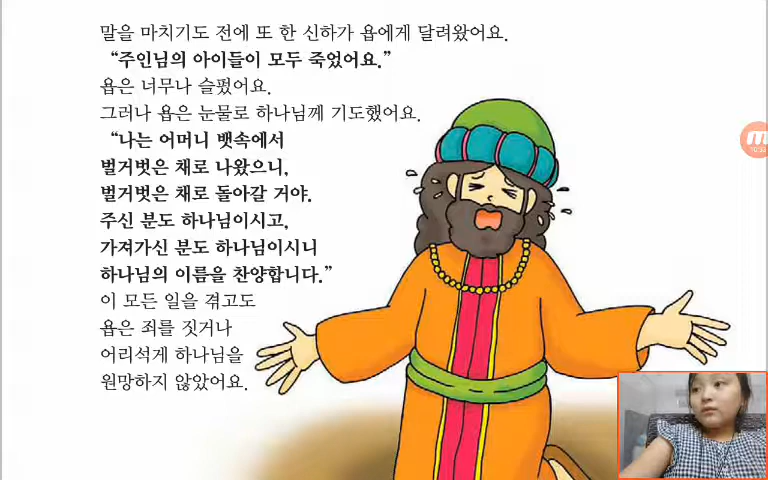 말을 마치기도 전에 또 한 신하가 욥에게 달려왔어요.
“주인님의 아이들이 모두 죽었어요.”
욥은 너무나 슬펐어요.
그러나 욥은 눈물로 하나님께 기도했어요.
“나는 어머니 뱃속에서
벌거벗은 채로 나왔으니,
벌거벗은 채로 돌아갈 거야.
주신 분도 하나님이시고,
가져가신 분도 하나님이시니
하나님의 이름을 찬양합니다.”
이 모든 일을 겪고도
욥은 죄를 짓거나
어리석게 하나님을
원망하지 않았어요.